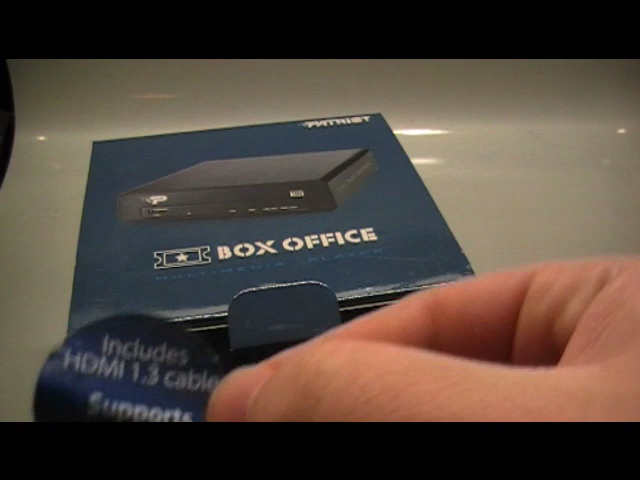 PATRIOT
BOX OFFICE
MULTIMEDIA PLAYER
Includes
HDMI 1.3 cable
Supports